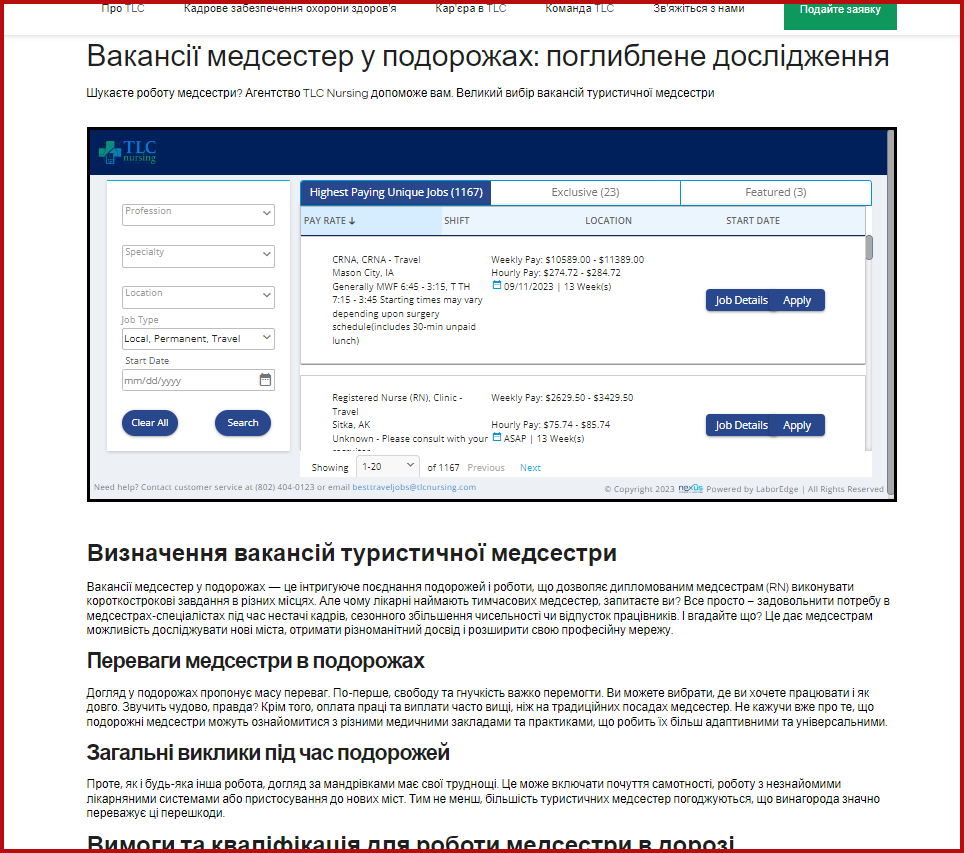 Про TLC Кадрове забезпечення охорони здоров'я Кар'єра в TLC Команда TLC Зв'яжіться з нами Подайте заявку
Вакансії медсестер у подорожах: поглиблене дослідження
Шукаєте роботу медсестри? Агентство TLC Nursing допоможе вам. Великий вибір вакансій туристичної медсестри
TLC
nursing
Profession
Specialty
Location
Job Type
Local, Permanent, Travel
Start Date
mm/dd/yyyy
Clear All Search
Highest Paying Unique Jobs (1167) Exclusive (23) Featured (3)
PAY RATE SHIFT LOCATION START DATE
CRNA, CRNA - Travel
Mason City, IA
Generally MWF 6:45 - 3:15, T TH
7:15 - 3:45 Starting times may vary
depending upon surgery
schedule(includes 30-min unpaid
lunch)
Weekly Pay: $10589.00 - $11389.00
Hourly Pay: $274.72 - $284.72
09/11/2023 | 13 Week(s)
Job Details Apply
Registered Nurse (RN), Clinic -
Travel
Sitka, AK
Unknown - Please consult with your
recruiter
Weekly Pay: $2629.50 - $3429.50
Hourly Pay: $75.74 - $85.74
ASAP | 13 Week(s)
Job Details Apply
Showing 1-20 of 1167 Previous Next
Need help? Contact customer service at (802) 404-0123 or email besttraveljobs@tlcnursing.com
© Copyright 2023 nexus Powered by LaborEdge | All Rights Reserved
Визначення вакансій туристичної медсестри
Вакансії медсестер у подорожах — це інтригуюче поєднання подорожей і роботи, що дозволяє дипломованим медсестрам (RN) виконувати
короткострокові завдання в різних місцях. Але чому лікарні наймають тимчасових медсестер, запитаєте ви? Все просто – задовольнити потребу в
медсестрах-спеціалістах під час нестачі кадрів, сезонного збільшення чисельності чи відпусток працівників. І вгадайте що? Це дає медсестрам
можливість досліджувати нові міста, отримати різноманітний досвід і розширити свою професійну мережу.
Переваги медсестри в подорожах
Догляд у подорожах пропонує масу переваг. По-перше, свободу та гнучкість важко перемогти. Ви можете вибрати, де ви хочете працювати і як
довго. Звучить чудово, правда? Крім того, оплата праці та виплати часто вищі, ніж на традиційних посадах медсестер. Не кажучи вже про те, що
подорожні медсестри можуть ознайомитися з різними медичними закладами та практиками, що робить їх більш адаптивними та універсальними.
Загальні виклики під час подорожей
Проте, як і будь-яка інша робота, догляд за мандрівками має свої труднощі. Це може включати почуття самотності, роботу з незнайомими
лікарняними системами або пристосування до нових міст. Тим не менш, більшість туристичних медсестер погоджуються, що винагорода значно
переважує ці перешкоди.
Вимоги та кваліфікація для роботи медсестри в дорозі